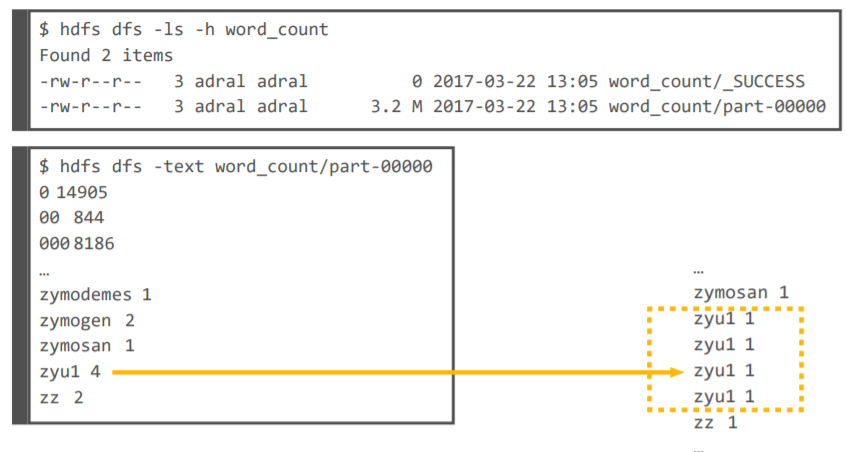 $ hdfs dfs -ls -h word_count
Found 2 items
-rw-r--r--   3 adral adral          0 2017-03-22 13:05 word_count/_SUCCESS
-rw-r--r--   3 adral adral      3.2 M 2017-03-22 13:05 word_count/part-00000
$ hdfs dfs -text word_count/part-00000
0 14905
00 844
000 8186
…
zymodemes 1
zymogen 2
zymosan 1
zyu1 4
zz 2
…
zymosan 1
zyu1 1
zyu1 1
zyu1 1
zyu1 1
zz 1
…